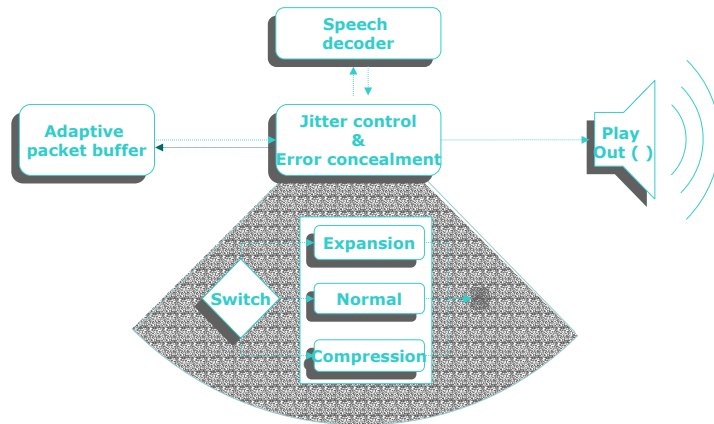 Speech
decoder
Adaptive
packet buffer
Jitter control
&
Error concealment
Play
Out ( )
Expansion
Switch
Normal
Compression